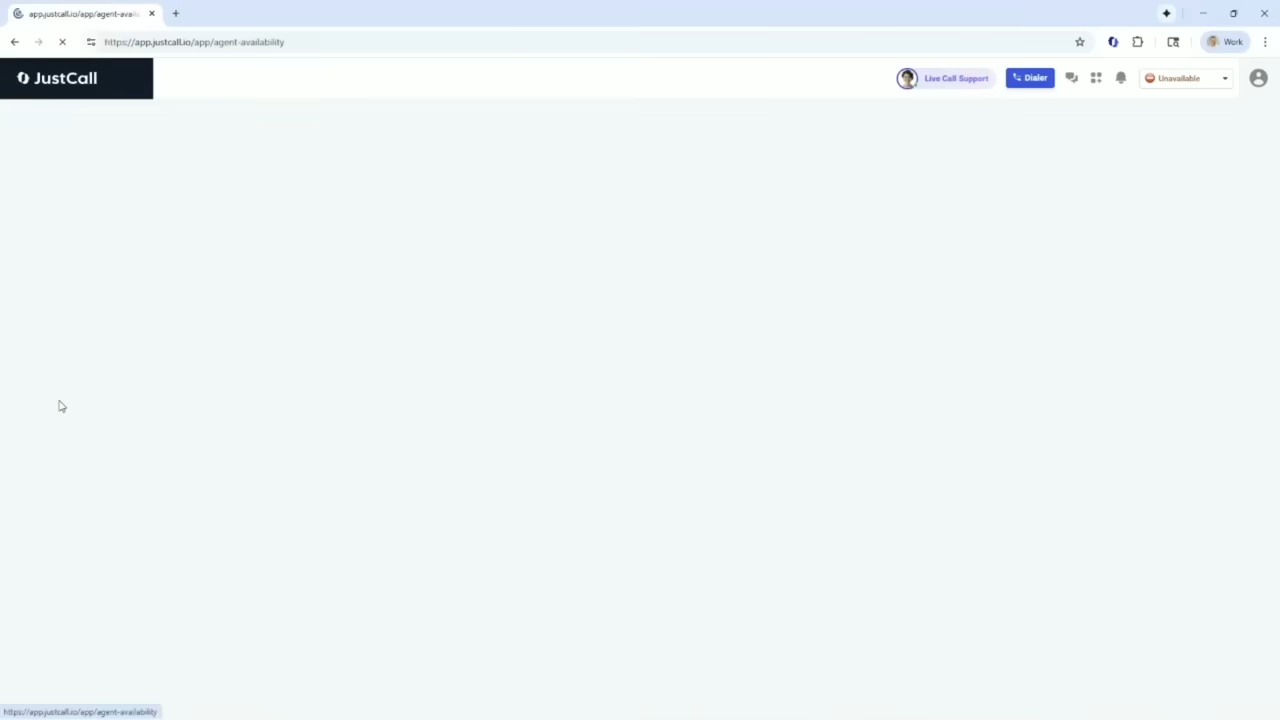 app.justcall.io/app/agent-avail
https://app.justcall.io/app/agent-availability
Work
JustCall
Live Call Support
Dialer
Unavailable
https://app.justcall.io/app/agent-availability